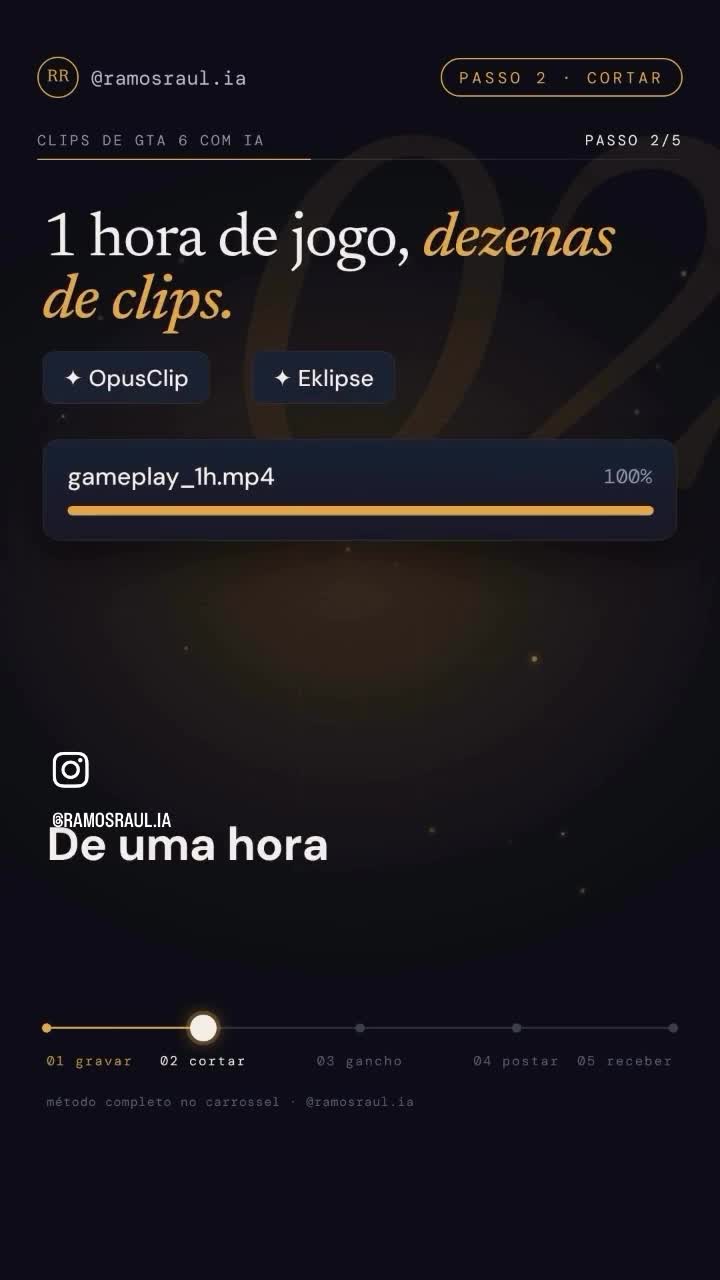 RR @ramosraul.ia PASSO 2 · CORTAR
CLIPS DE GTA 6 COM IA PASSO 2/5
02
1 hora de jogo, dezenas
de clips.
✦ OpusClip ✦ Eklipse
gameplay_1h.mp4 100%
@RAMOSRAUL.IA
De uma hora
01 gravar 02 cortar 03 gancho 04 postar 05 receber
método completo no carrossel · @ramosraul.ia